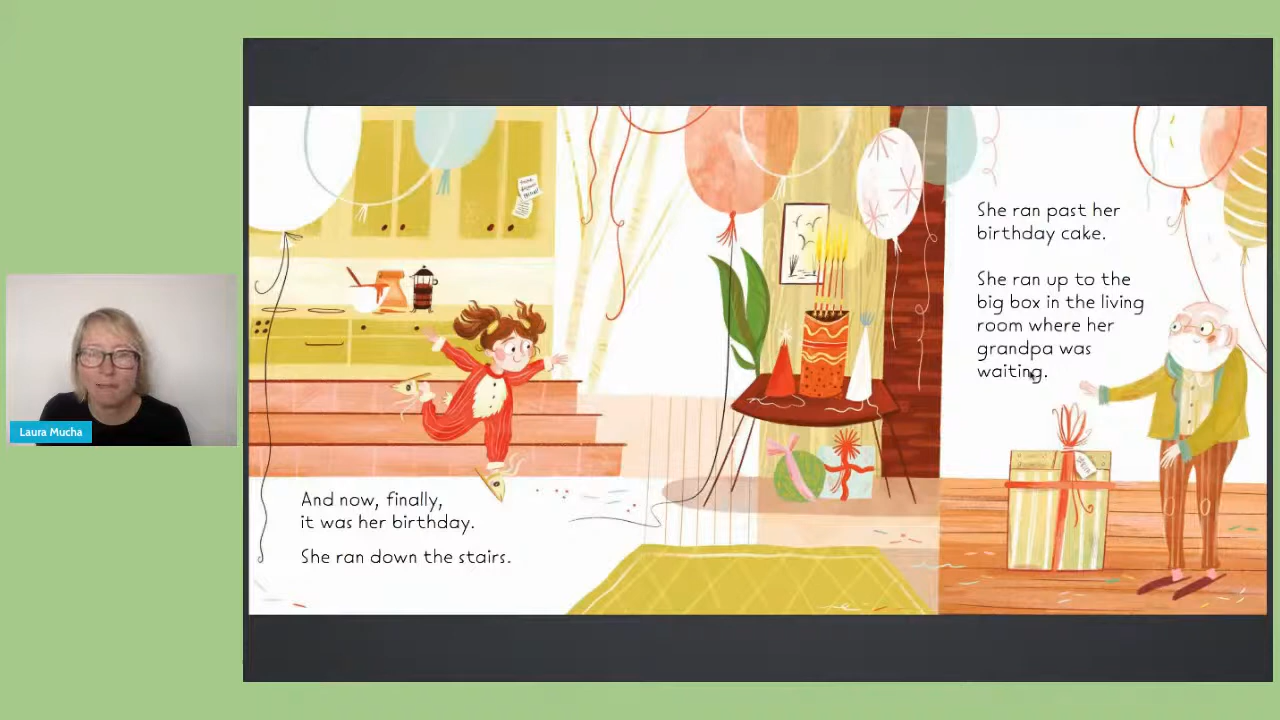 Laura Mucha
And now, finally,
it was her birthday.
She ran down the stairs.
She ran past her
birthday cake.
She ran up to the
big box in the living
room where her
grandpa was
waiting.